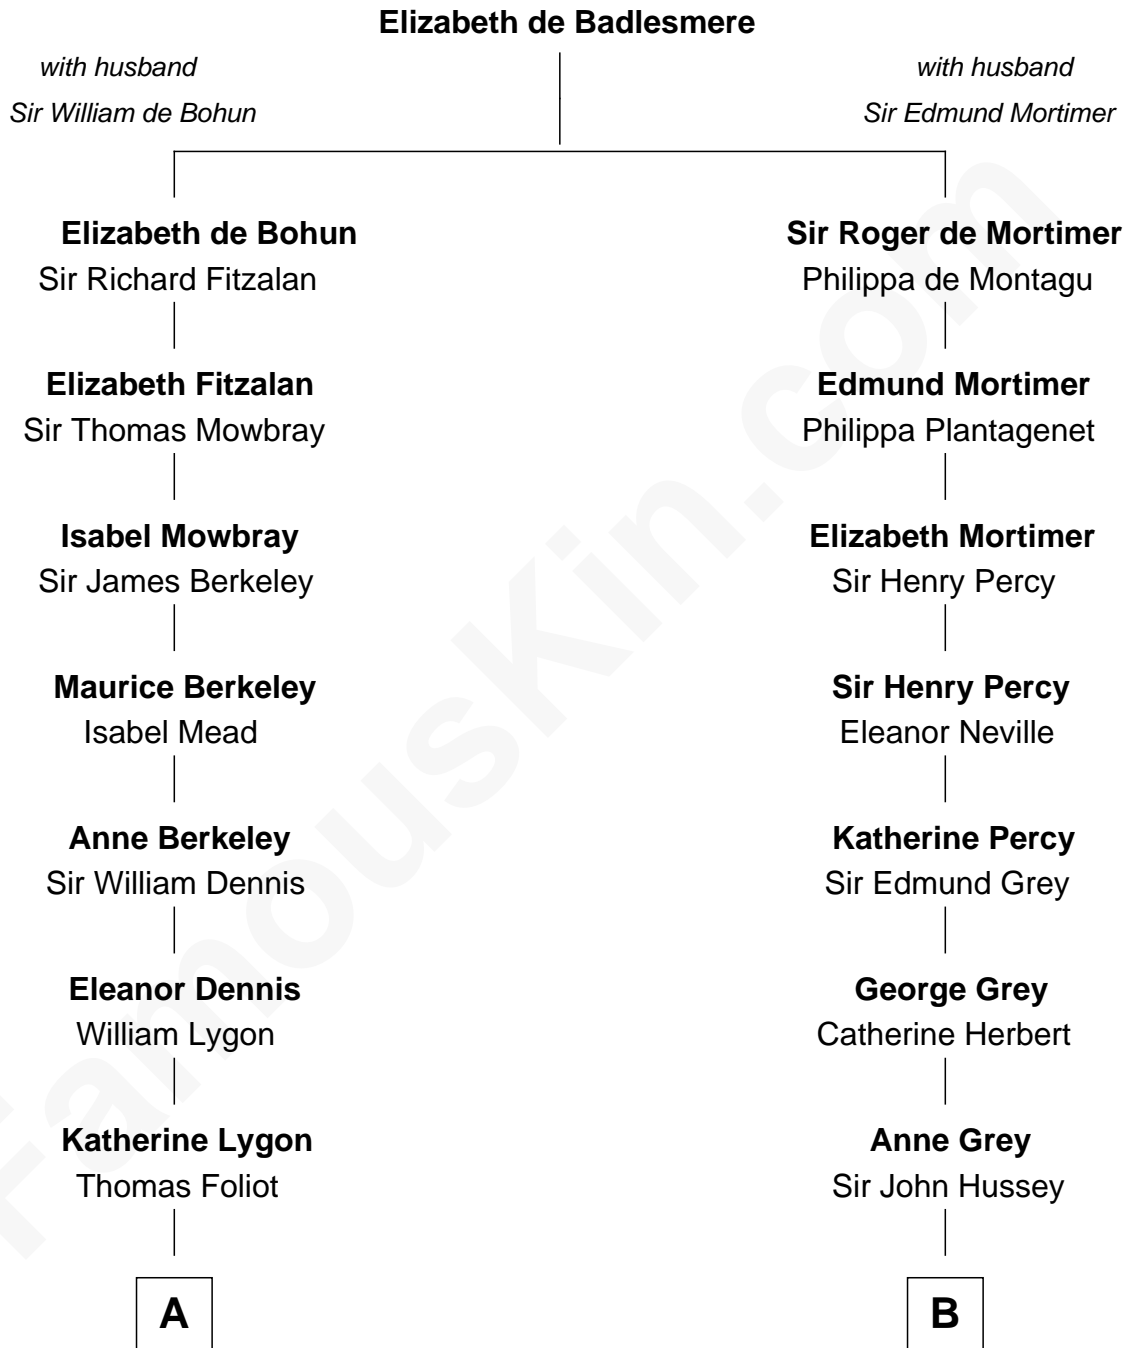 Elizabeth de Badlesmere
with husband
Sir William de Bohun
with husband
Sir Edmund Mortimer
Elizabeth de Bohun
Sir Richard Fitzalan
Elizabeth Fitzalan
Sir Thomas Mowbray
Isabel Mowbray
Sir James Berkeley
Maurice Berkeley
Isabel Mead
Anne Berkeley
Sir William Dennis
Eleanor Dennis
William Lygon
Katherine Lygon
Thomas Foliot
A
Sir Roger de Mortimer
Philippa de Montagu
Edmund Mortimer
Philippa Plantagenet
Elizabeth Mortimer
Sir Henry Percy
Sir Henry Percy
Eleanor Neville
Katherine Percy
Sir Edmund Grey
George Grey
Catherine Herbert
Anne Grey
Sir John Hussey
B
FamousKin.com